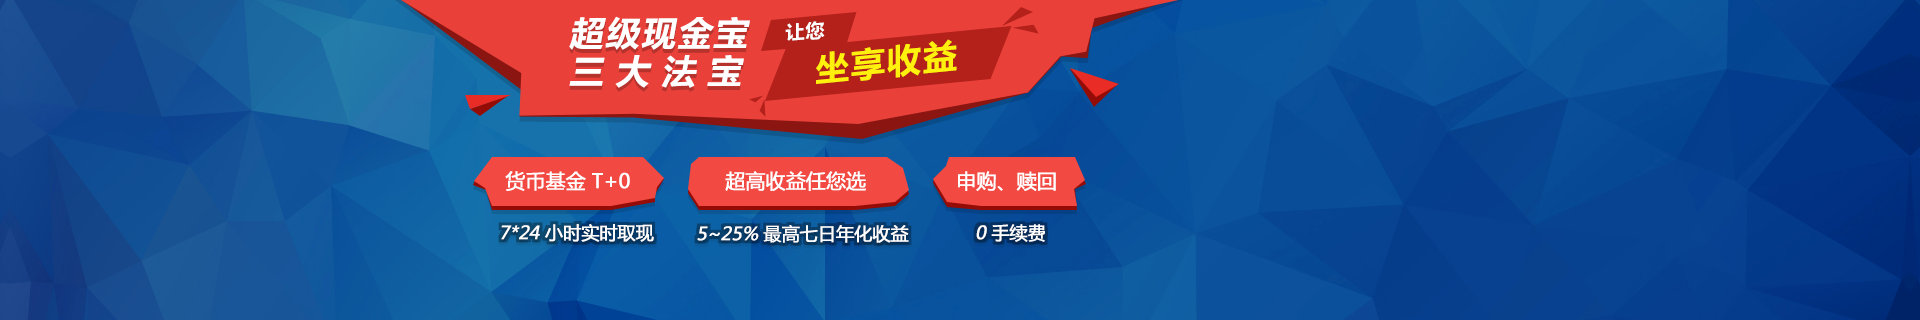 超级现金宝
三大法宝
让您
坐享收益
货币基金 T+0
超高收益任您选
申购、赎回
7*24 小时实时取现
5~25% 最高七日年化收益
0 手续费